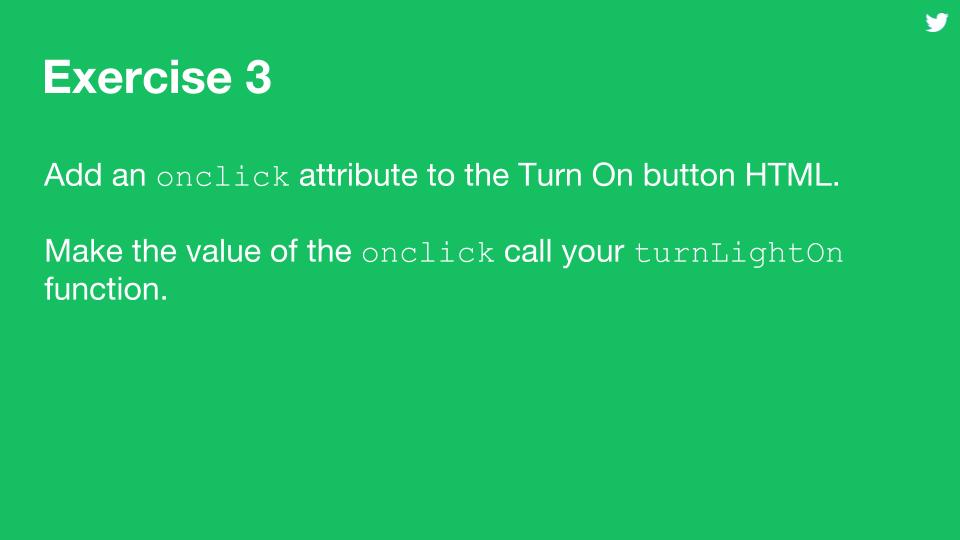 Exercise 3
Add an onclick attribute to the Turn On button HTML.
Make the value of the onclick call your turnLightOn
function.